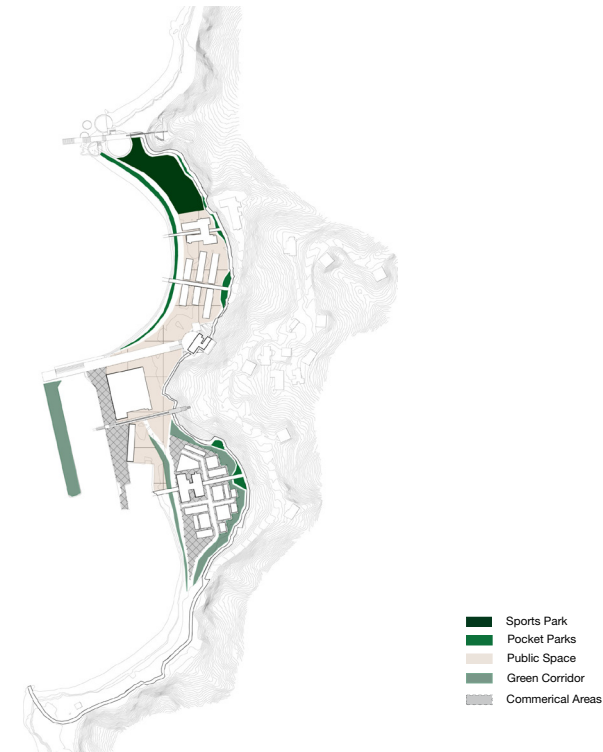 Sports Park
Pocket Parks
Public Space
Green Corridor
Commerical Areas